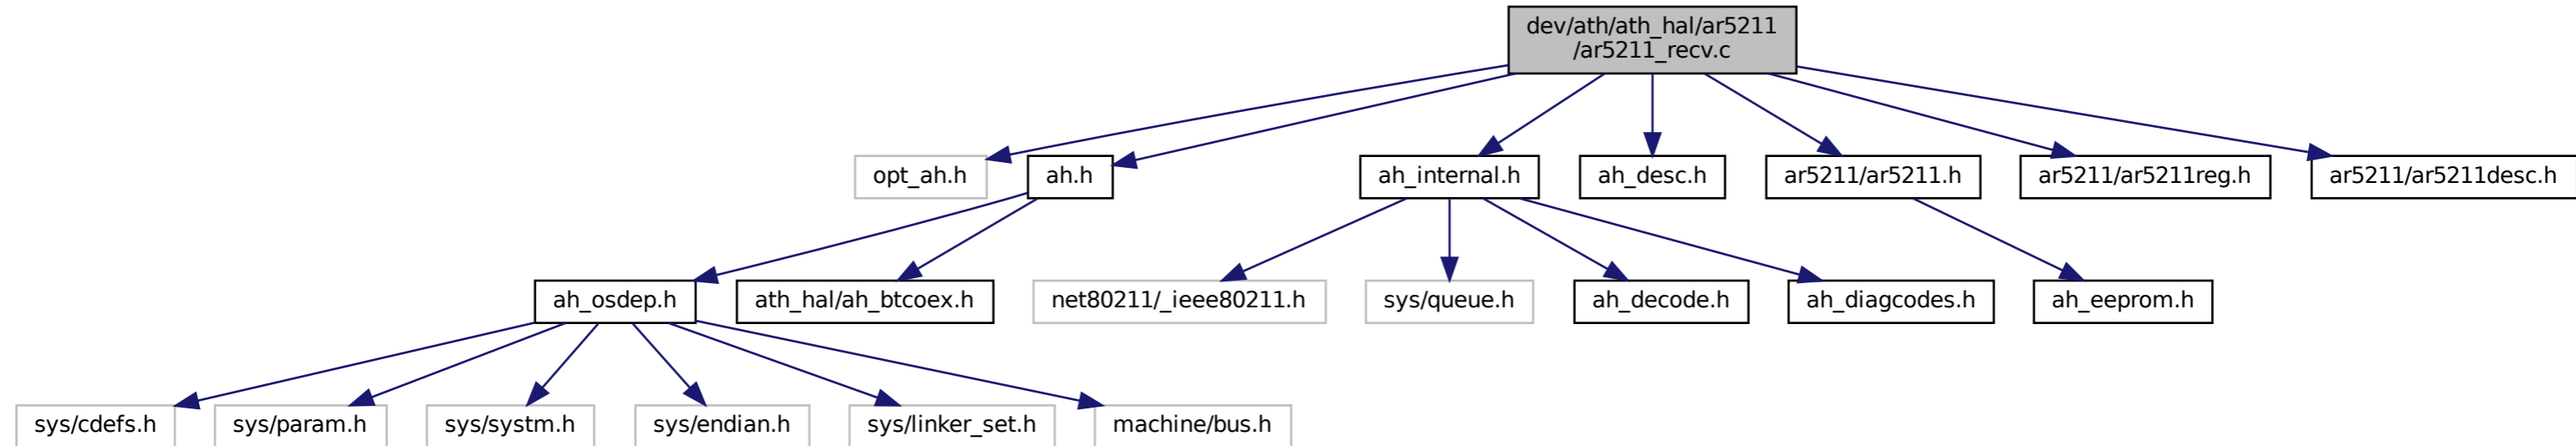 dev/ath/ath_hal/ar5211
/ar5211_recv.c
opt_ah.h
ah.h
ah_internal.h
ah_desc.h
ar5211/ar5211.h
ar5211/ar5211reg.h
ar5211/ar5211desc.h
ah_osdep.h
ath_hal/ah_btcoex.h
net80211/_ieee80211.h
sys/queue.h
ah_decode.h
ah_diagcodes.h
ah_eeprom.h
sys/cdefs.h
sys/param.h
sys/systm.h
sys/endian.h
sys/linker_set.h
machine/bus.h